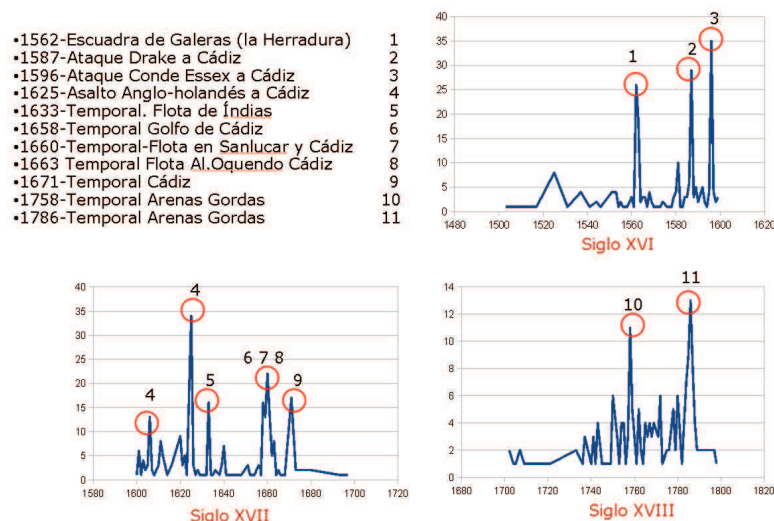 •1562-Escuadra de Galeras (la Herradura) 1
•1587-Ataque Drake a Cádiz 2
•1596-Ataque Conde Essex a Cádiz 3
•1625-Asalto Anglo-holandés a Cádiz 4
•1633-Temporal. Flota de Índias 5
•1658-Temporal Golfo de Cádiz 6
•1660-Temporal-Flota en Sanlucar y Cádiz 7
•1663 Temporal Flota Al.Oquendo Cádiz 8
•1671-Temporal Cádiz 9
•1758-Temporal Arenas Gordas 10
•1786-Temporal Arenas Gordas 11
40
35
30
25
20
15
10
5
0
1 2 3
1480 1500 1520 1540 1560 1580 1600 1620
Siglo XVI
40
35
30
25
20
15
10
5
0
4 4 5 6 7 8 9
1580 1600 1620 1640 1660 1680 1700 1720
Siglo XVII
14
12
10
8
6
4
2
0
10 11
1680 1700 1720 1740 1760 1780 1800 1820
Siglo XVIII